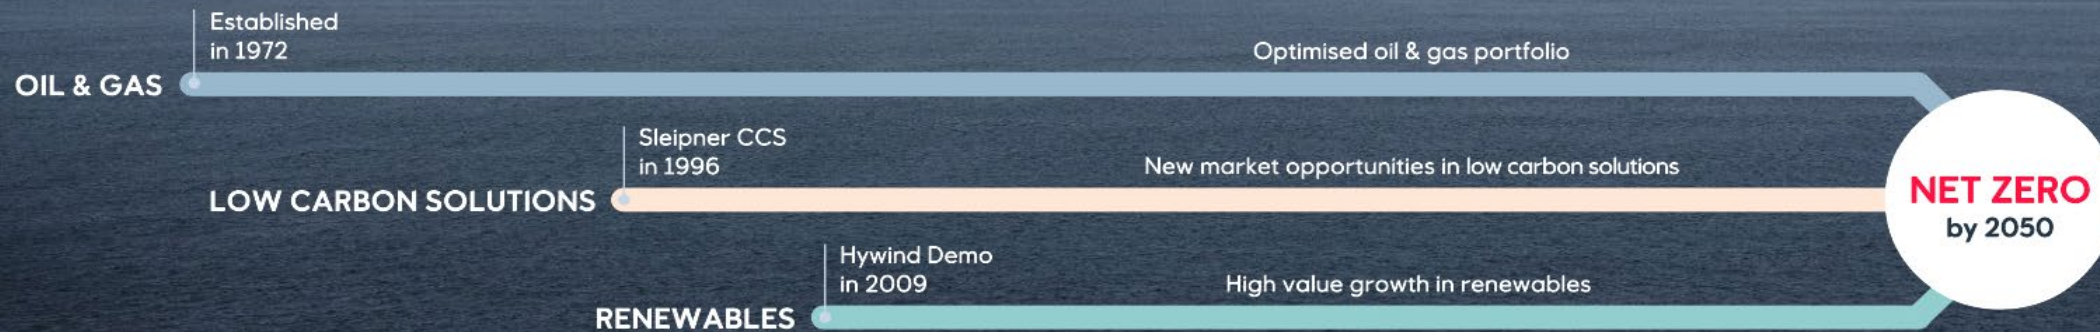 Established
in 1972
Optimised oil & gas portfolio
OIL & GAS
Sleipner CCS
in 1996
New market opportunities in low carbon solutions
LOW CARBON SOLUTIONS
NET ZERO
by 2050
Hywind Demo
in 2009
High value growth in renewables
RENEWABLES